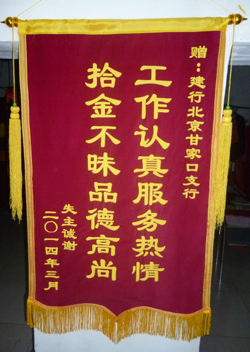 赠：建行北京甘家口支行
工作认真服务热情
拾金不昧品德高尚
失主诚谢
二〇一四年三月